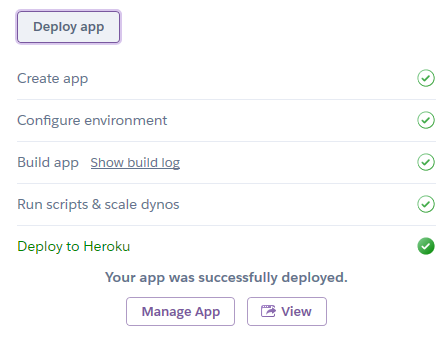 Deploy app
Create app
Configure environment
Build app Show build log
Run scripts & scale dynos
Deploy to Heroku
Your app was successfully deployed.
Manage App View